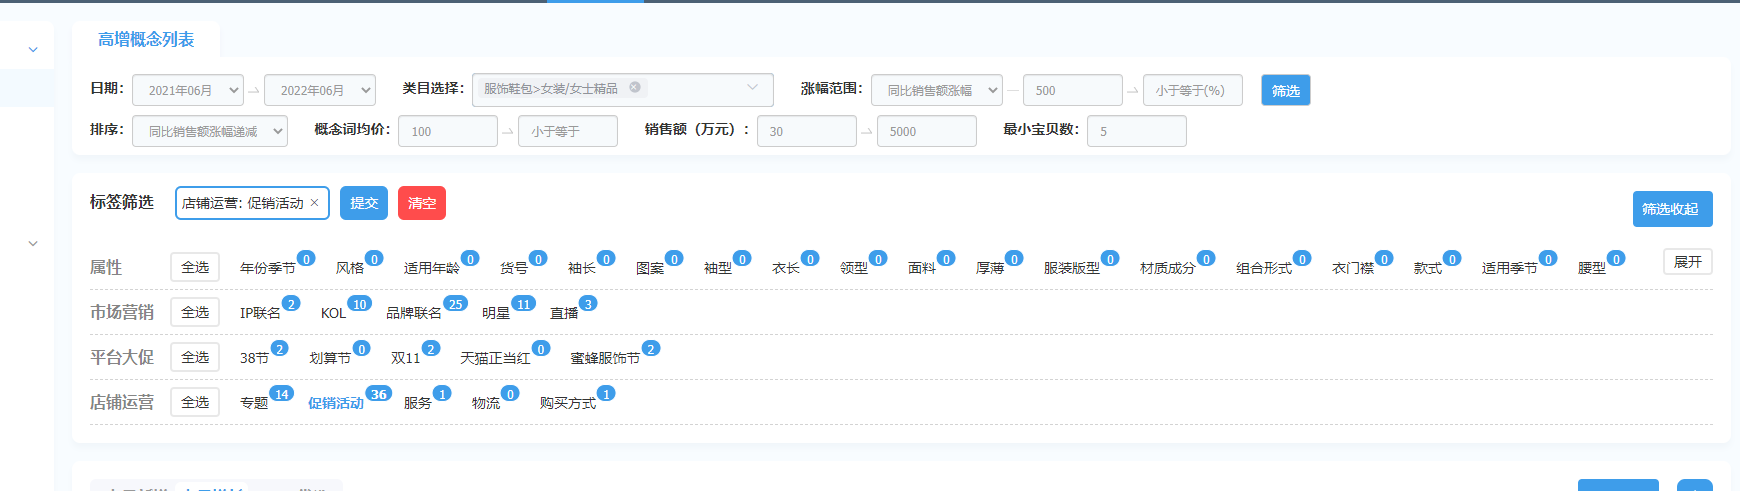 高增概念列表
日期： 2021年06月 2022年06月 类目选择： 服饰鞋包>女装/女士精品 涨幅范围： 同比销售额涨幅 500 小于等于(%) 筛选
排序： 同比销售额涨幅递减 概念词均价： 100 小于等于 销售额（万元）： 30 5000 最小宝贝数： 5
标签筛选 店铺运营: 促销活动 × 提交 清空 筛选收起
属性 全选 年份季节 0 风格 0 适用年龄 0 货号 0 袖长 0 图案 0 袖型 0 衣长 0 领型 0 面料 0 厚薄 0 服装版型 0 材质成分 0 组合形式 0 衣门襟 0 款式 0 适用季节 0 腰型 0 展开
市场营销 全选 IP联名 2 KOL 10 品牌联名 25 明星 11 直播 3
平台大促 全选 38节 2 划算节 0 双11 2 天猫正当红 0 蜜蜂服饰节 2
店铺运营 全选 专题 14 促销活动 36 服务 1 物流 0 购买方式 1